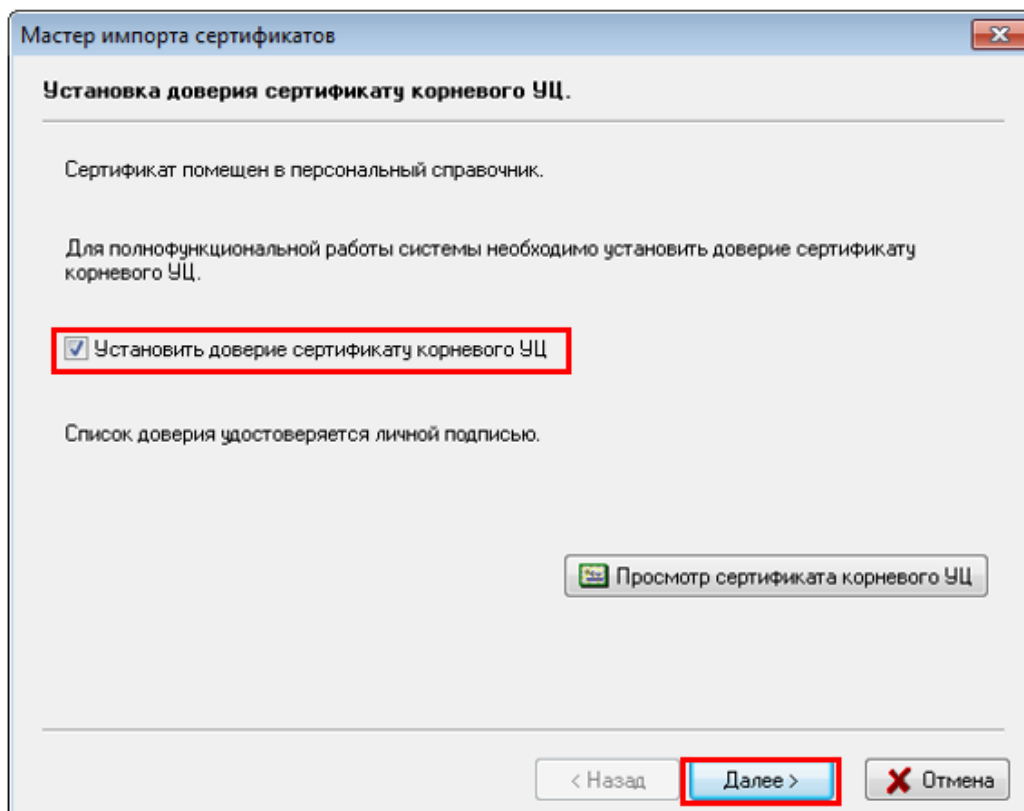 Мастер импорта сертификатов
Установка доверия сертификату корневого УЦ.
Сертификат помещен в персональный справочник.
Для полнофункциональной работы системы необходимо установить доверие сертификату
корневого УЦ.
Установить доверие сертификату корневого УЦ
Список доверия удостоверяется личной подписью.
Просмотр сертификата корневого УЦ
< Назад
Далее >
Отмена